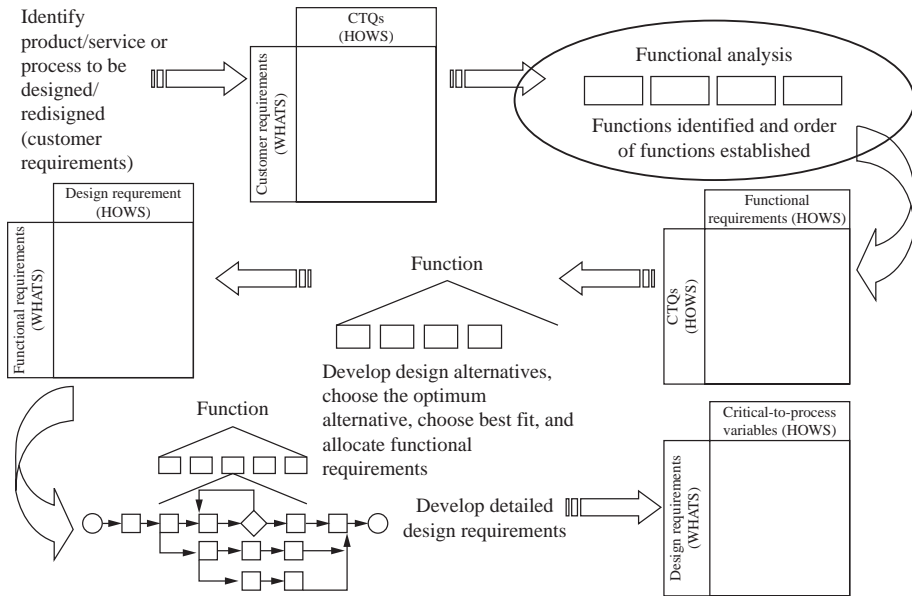 Identify
product/service or
process to be
designed/
redisigned
(customer
requirements)
CTQs
(HOWS)
Customer requirements
(WHATS)
Functional analysis
Functions identified and order
of functions established
Functional
requirements (HOWS)
CTQs
(HOWS)
Function
Develop design alternatives,
choose the optimum
alternative, choose best fit, and
allocate functional
requirements
Design requrement
(HOWS)
Functional requirements
(WHATS)
Function
Develop detailed
design requirements
Critical-to-process
variables (HOWS)
Design requirements
(WHATS)